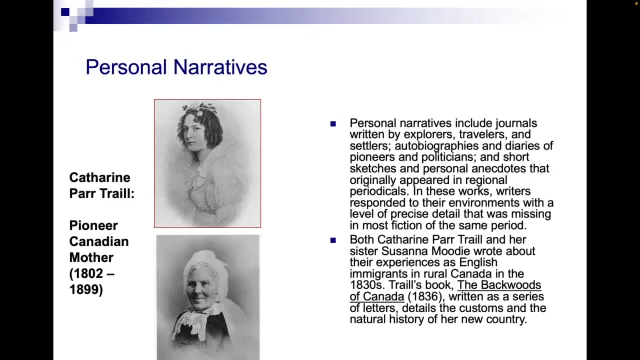 Personal Narratives
Catharine
Parr Traill:
Pioneer
Canadian
Mother
(1802 –
1899)
Personal narratives include journals
written by explorers, travelers, and
settlers; autobiographies and diaries of
pioneers and politicians; and short
sketches and personal anecdotes that
originally appeared in regional
periodicals. In these works, writers
responded to their environments with a
level of precise detail that was missing
in most fiction of the same period.
Both Catharine Parr Traill and her
sister Susanna Moodie wrote about
their experiences as English
immigrants in rural Canada in the
1830s. Traill's book, The Backwoods
of Canada (1836), written as a series
of letters, details the customs and the
natural history of her new country.